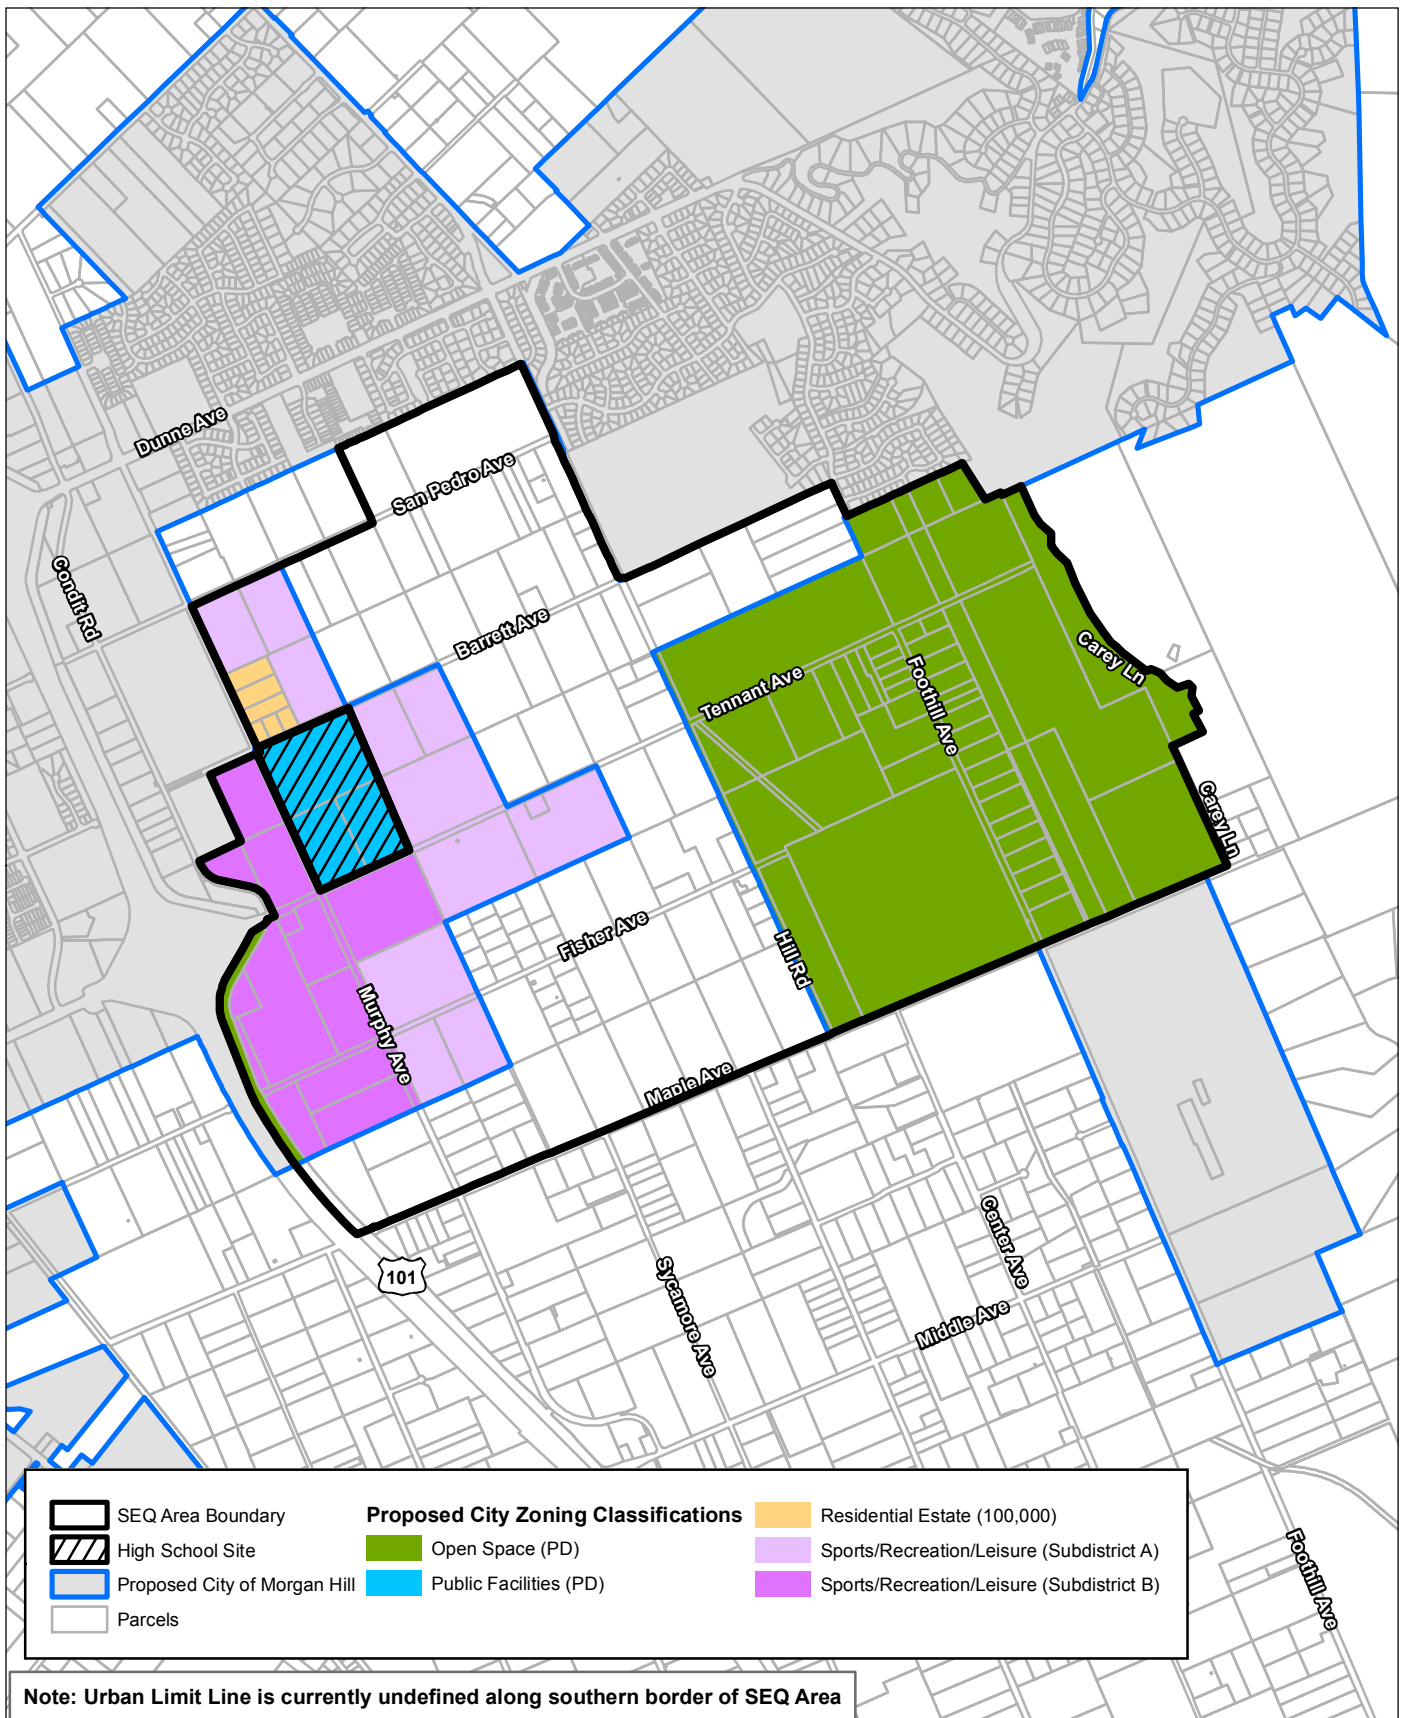 Dunne Ave
San Pedro Ave
Condit Rd
Barrett Ave
Carey Ln
Tennant Ave
Foothill Ave
Carey Ln
Fisher Ave
Hill Rd
Murphy Ave
Maple Ave
Center Ave
101
Sycamore Ave
Middle Ave
Foothill Ave
SEQ Area Boundary
High School Site
Proposed City of Morgan Hill
Parcels
Proposed City Zoning Classifications
Open Space (PD)
Public Facilities (PD)
Residential Estate (100,000)
Sports/Recreation/Leisure (Subdistrict A)
Sports/Recreation/Leisure (Subdistrict B)
Note: Urban Limit Line is currently undefined along southern border of SEQ Area